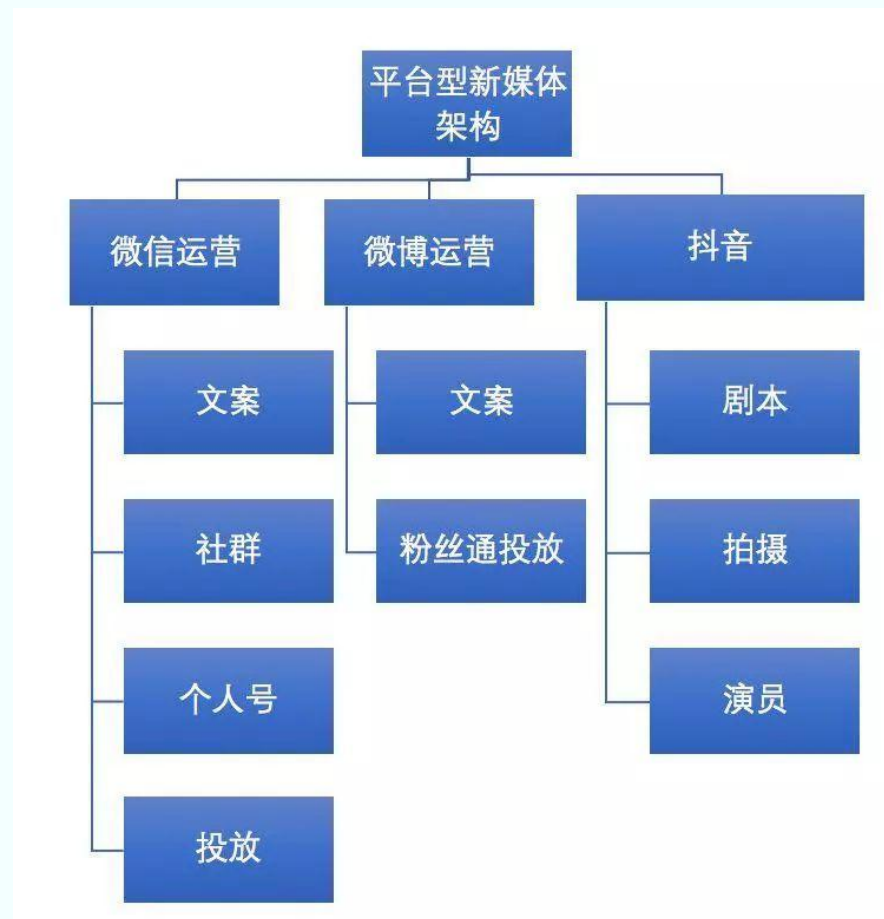 平台型新媒体
架构
微信运营
微博运营
抖音
文案
文案
剧本
社群
粉丝通投放
拍摄
个人号
演员
投放